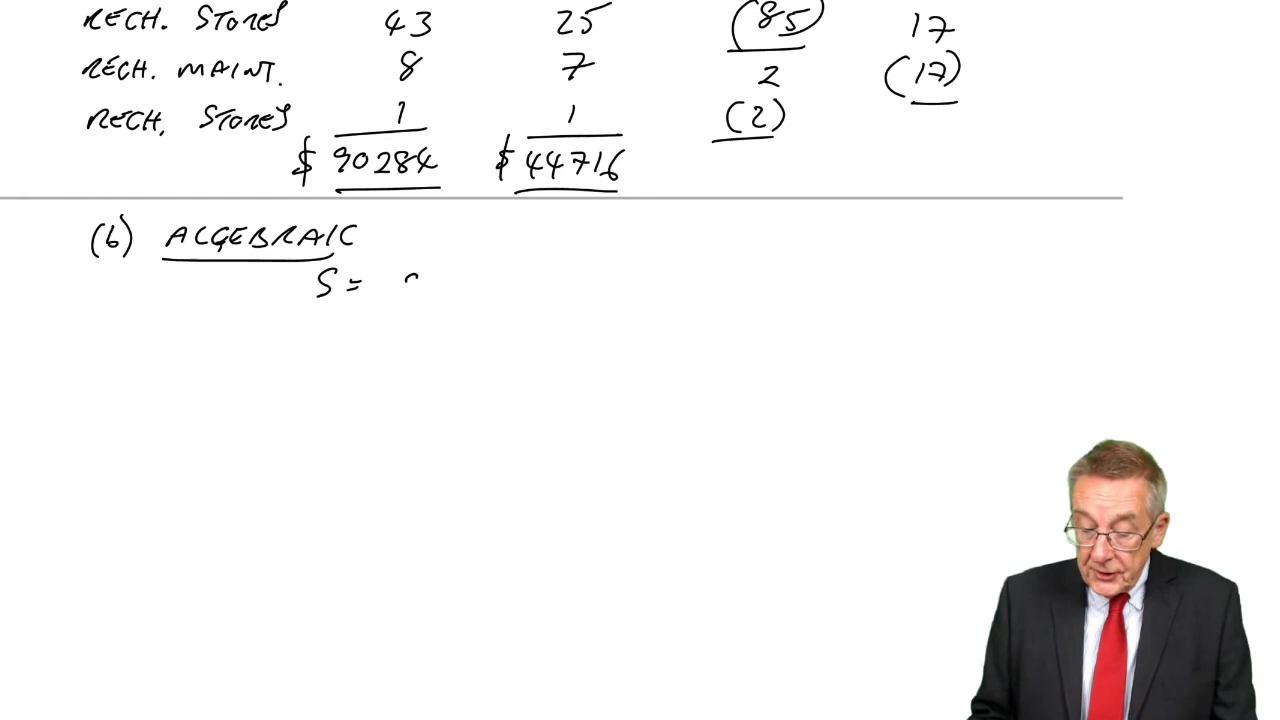 RECH. STORES 43 25 (85) 17
RECH. MAINT. 8 7 2 (17)
RECH. STORES 1 1 (2)
$ 90284 $ 44716
(b) ALGEBRAIC
S =